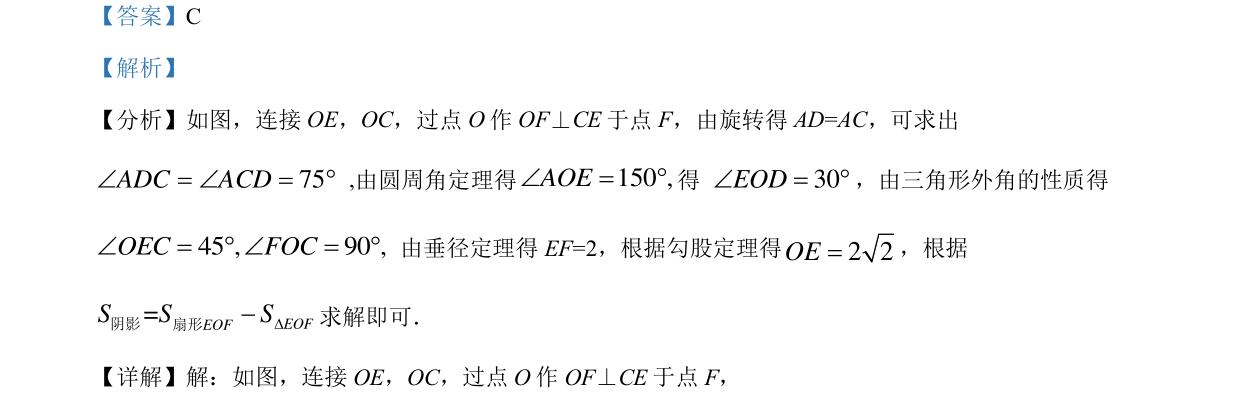 【答案】C
【解析】
【分析】如图，连接 OE，OC，过点 O 作 OF⊥CE 于点 F，由旋转得 AD=AC，可求出
∠ADC = ∠ACD = 75° ,由圆周角定理得∠AOE = 150°, 得 ∠EOD = 30°，由三角形外角的性质得
∠OEC = 45°, ∠FOC = 90°, 由垂径定理得 EF=2，根据勾股定理得OE = 2√2，根据
S阴影=S扇形EOF − SΔEOF 求解即可．
【详解】解：如图，连接 OE，OC，过点 O 作 OF⊥CE 于点 F，